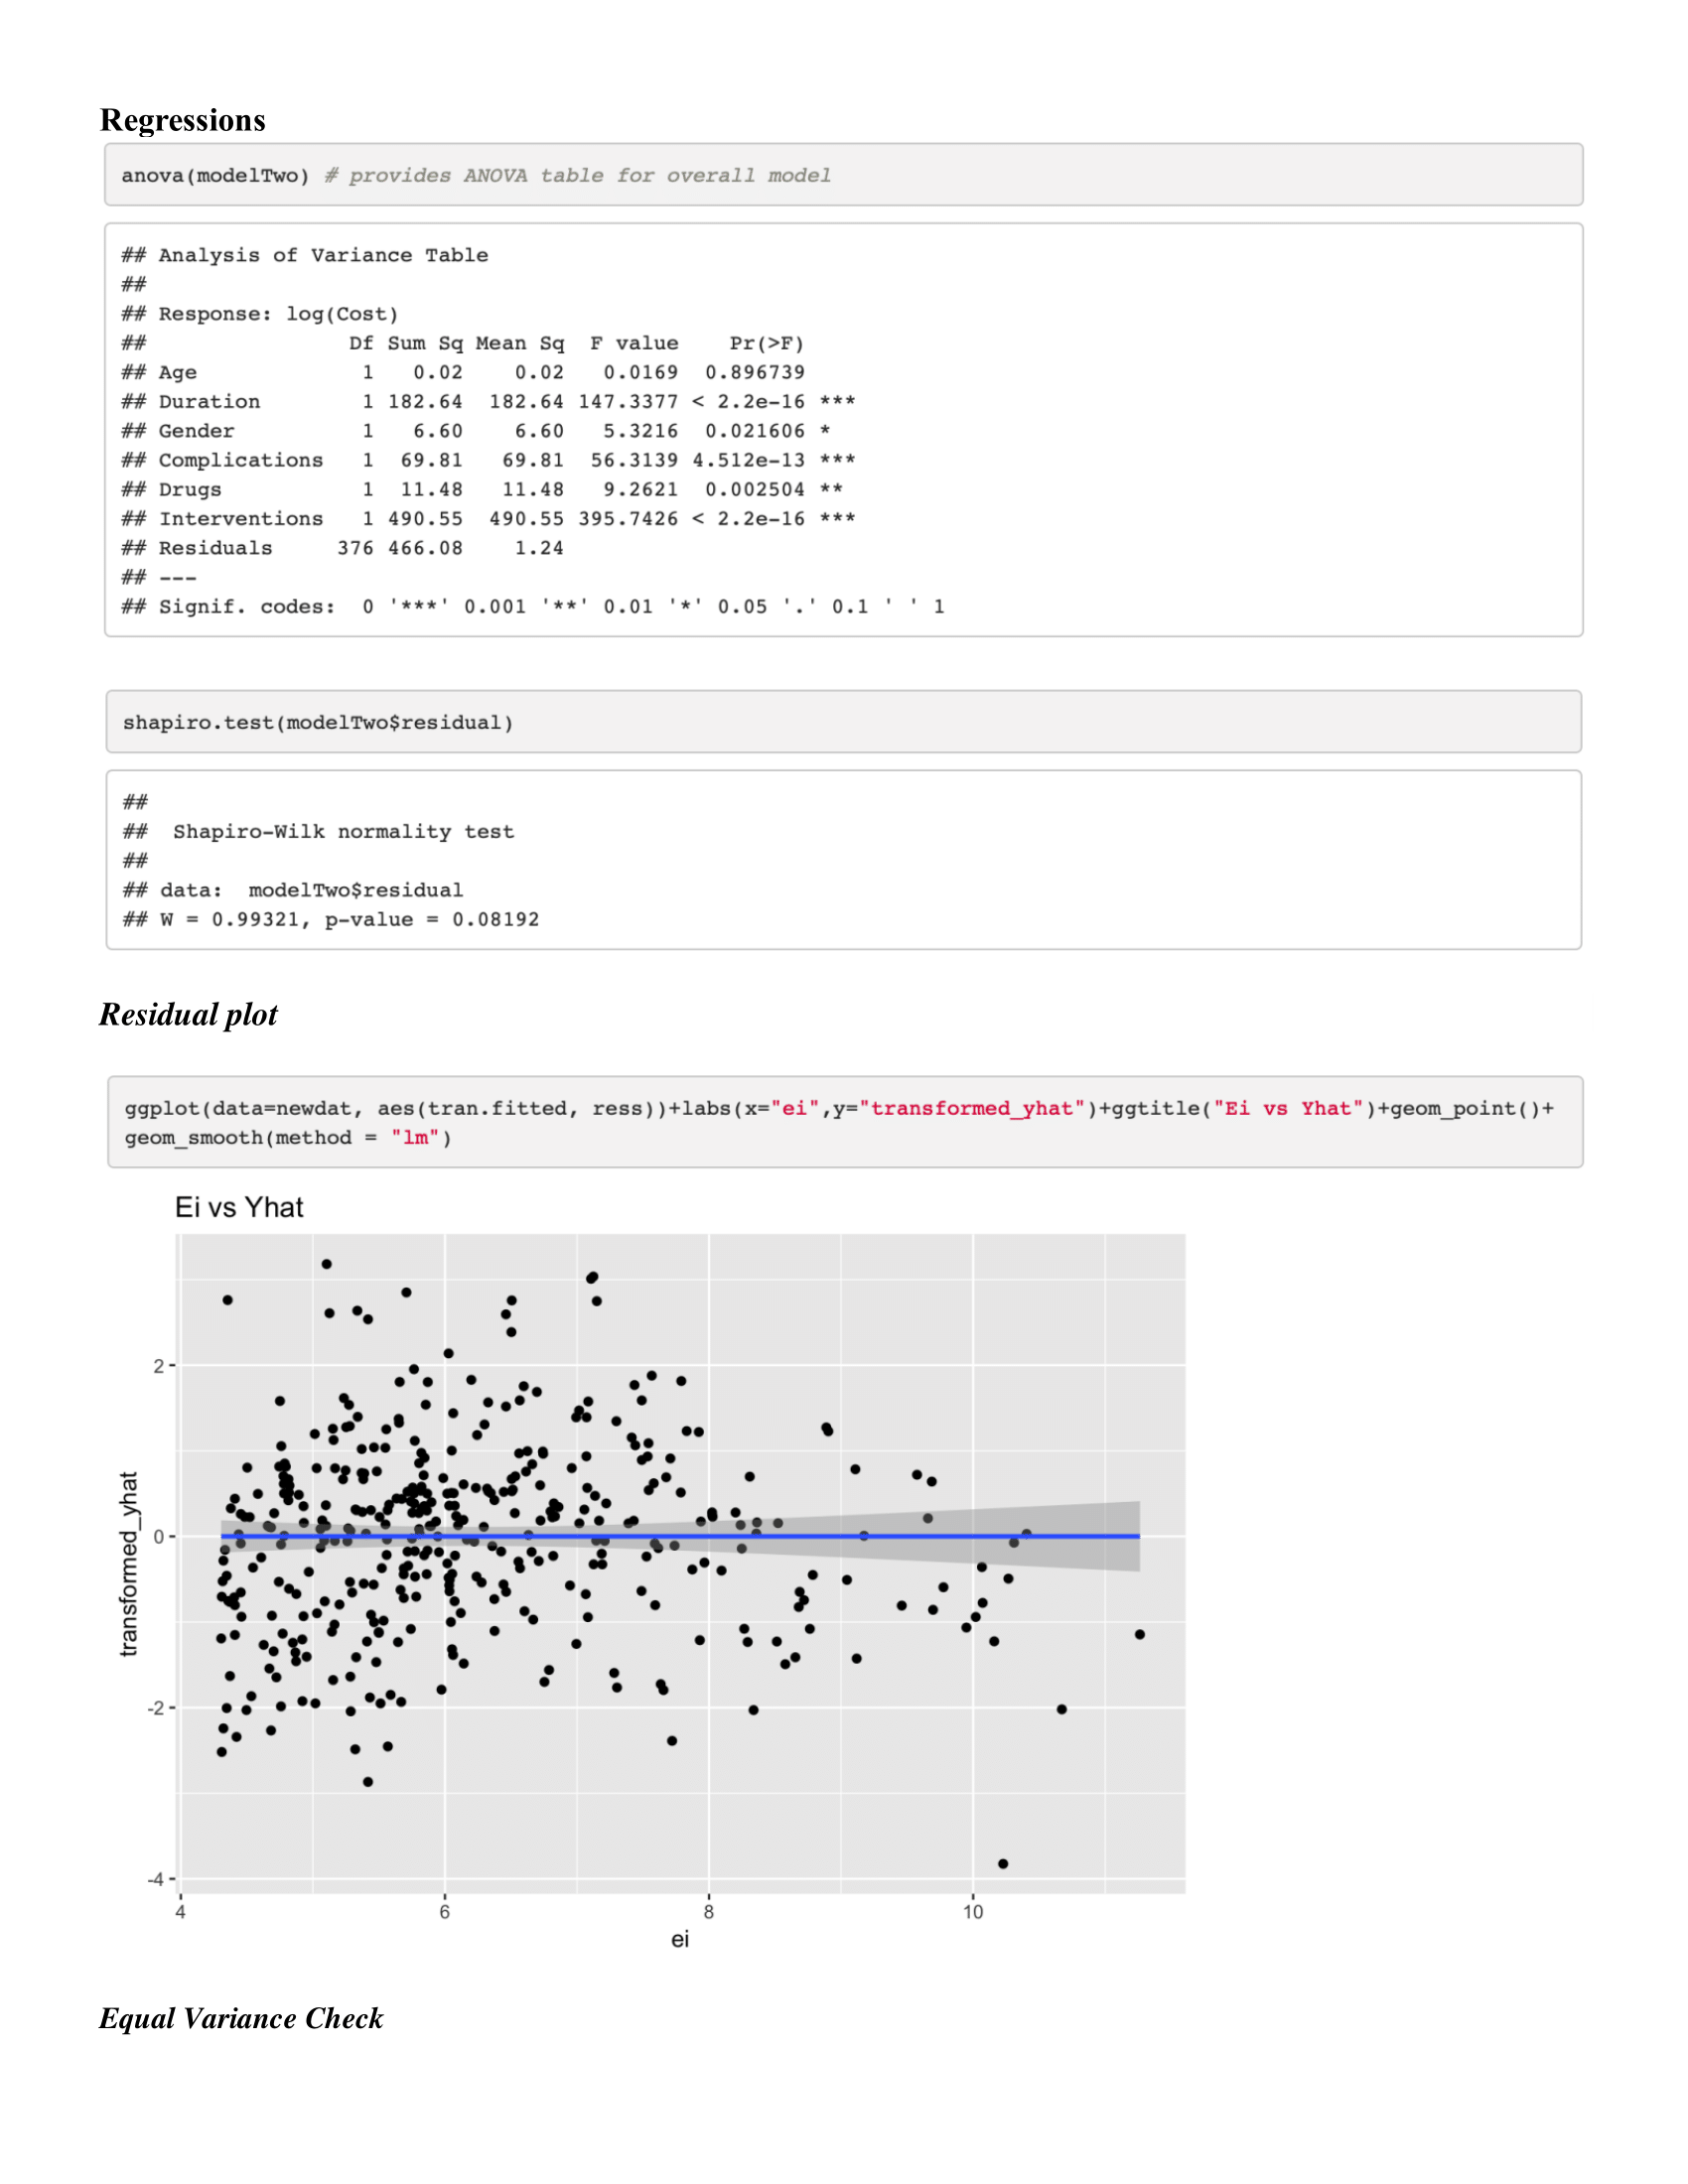 Regressions
anova(modelTwo) # provides ANOVA table for overall model
## Analysis of Variance Table
##
## Response: log(Cost)
##                Df Sum Sq Mean Sq  F value    Pr(>F)
## Age             1   0.02    0.02   0.0169  0.896739
## Duration        1 182.64  182.64 147.3377 < 2.2e-16 ***
## Gender          1   6.60    6.60   5.3216  0.021606 *
## Complications   1  69.81   69.81  56.3139 4.512e-13 ***
## Drugs           1  11.48   11.48   9.2621  0.002504 **
## Interventions   1 490.55  490.55 395.7426 < 2.2e-16 ***
## Residuals     376 466.08    1.24
## ---
## Signif. codes:  0 '***' 0.001 '**' 0.01 '*' 0.05 '.' 0.1 ' ' 1
shapiro.test(modelTwo$residual)
##
##  Shapiro-Wilk normality test
##
## data:  modelTwo$residual
## W = 0.99321, p-value = 0.08192
Residual plot
ggplot(data=newdat, aes(tran.fitted, ress))+labs(x="ei",y="transformed_yhat")+ggtitle("Ei vs Yhat")+geom_point()+
geom_smooth(method = "lm")
Ei vs Yhat
transformed_yhat
2
0
-2
-4
4 6 8 10
ei
Equal Variance Check